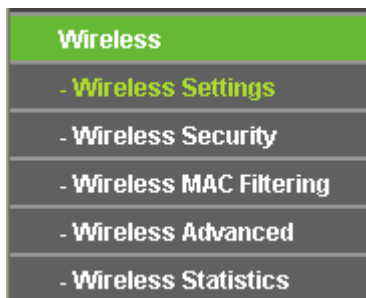 Wireless
- Wireless Settings
- Wireless Security
- Wireless MAC Filtering
- Wireless Advanced
- Wireless Statistics